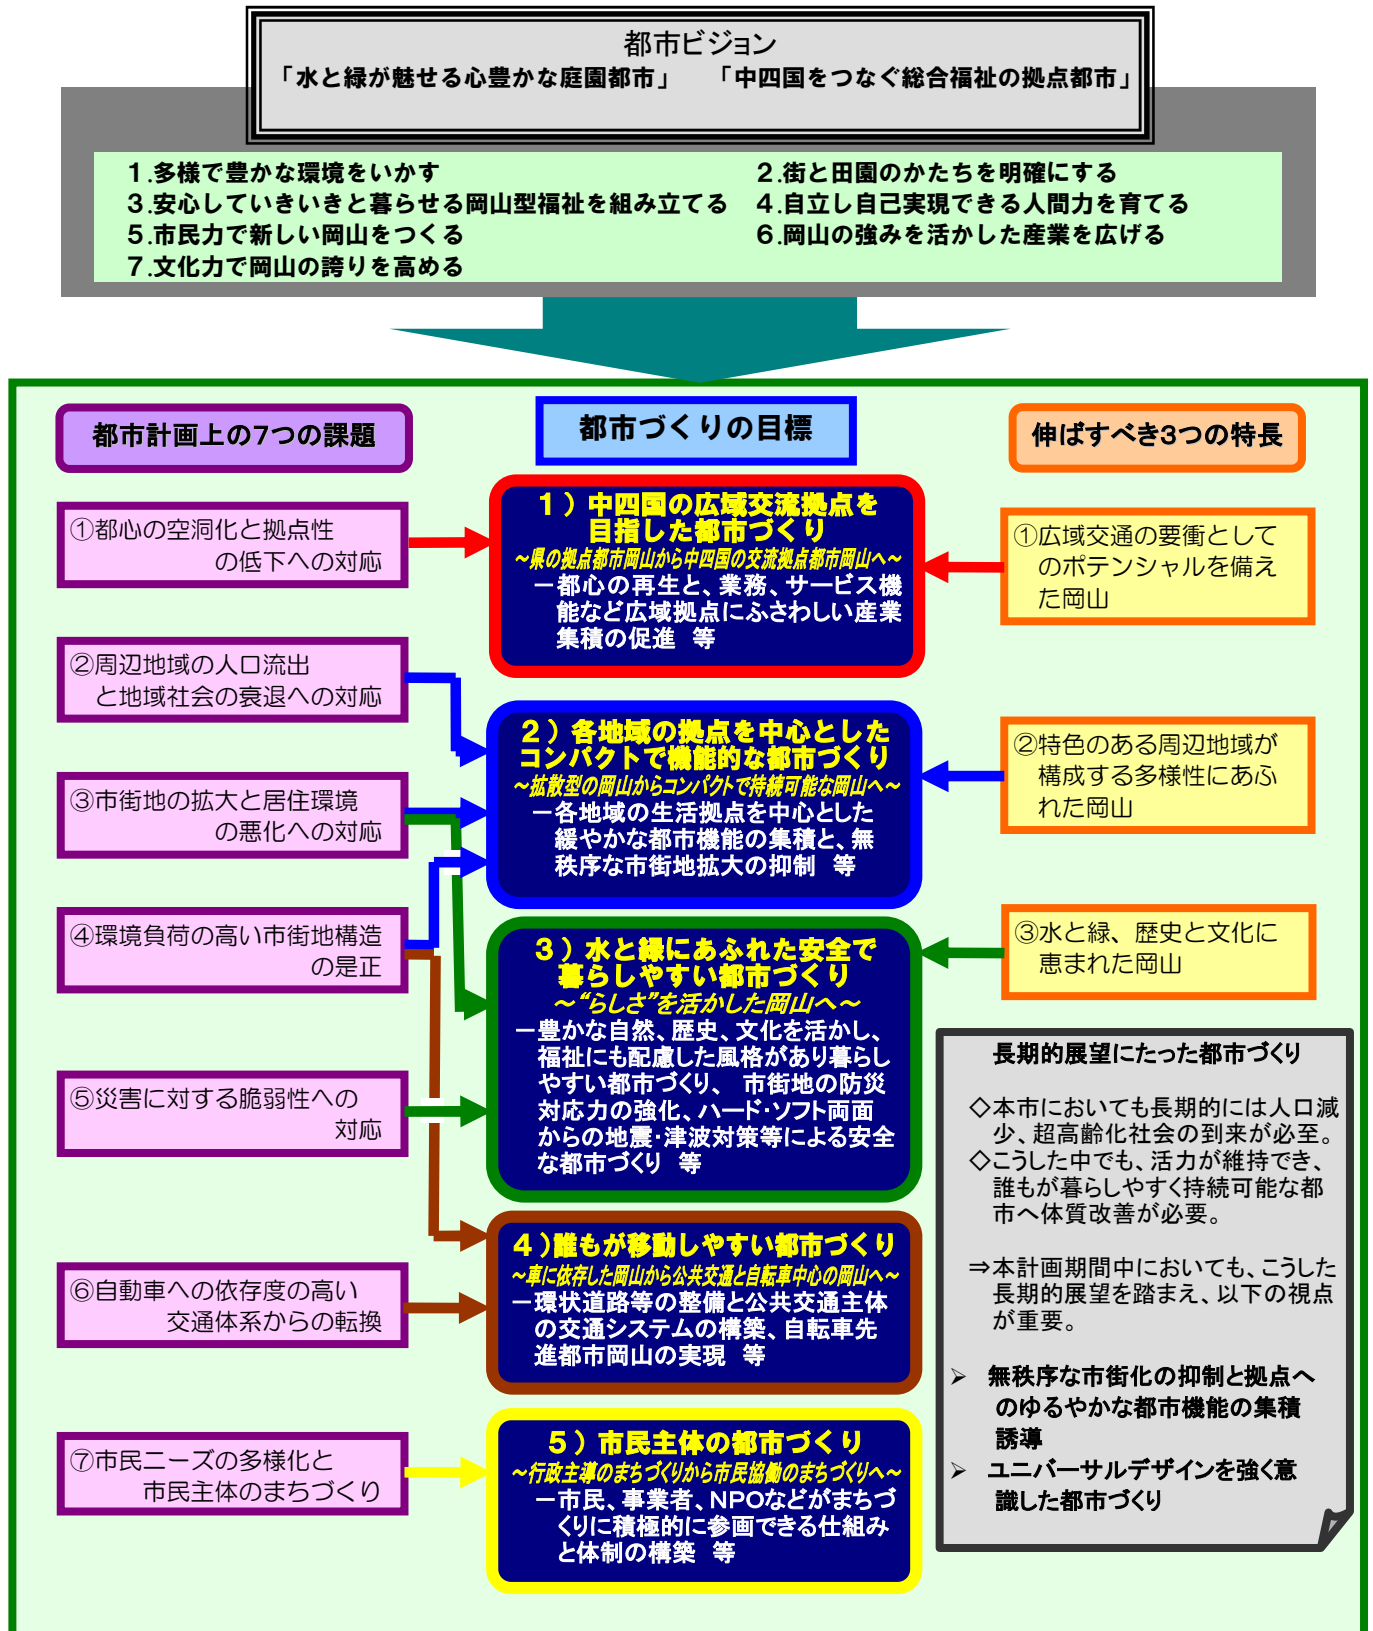 都市ビジョン
「水と緑が魅せる心豊かな庭園都市」　「中四国をつなぐ総合福祉の拠点都市」
１.多様で豊かな環境をいかす
２.街と田園のかたちを明確にする
３.安心していきいきと暮らせる岡山型福祉を組み立てる
４.自立し自己実現できる人間力を育てる
５.市民力で新しい岡山をつくる
６.岡山の強みを活かした産業を広げる
７.文化力で岡山の誇りを高める
都市計画上の7つの課題
①都心の空洞化と拠点性
の低下への対応
②周辺地域の人口流出
と地域社会の衰退への対応
③市街地の拡大と居住環境
の悪化への対応
④環境負荷の高い市街地構造
の是正
⑤災害に対する脆弱性への
対応
⑥自動車への依存度の高い
交通体系からの転換
⑦市民ニーズの多様化と
市民主体のまちづくり
都市づくりの目標
１）中四国の広域交流拠点を
目指した都市づくり
～県の拠点都市岡山から中四国の交流拠点都市岡山へ～
－都心の再生と、業務、サービス機
能など広域拠点にふさわしい産業
集積の促進　等
２）各地域の拠点を中心とした
コンパクトで機能的な都市づくり
～拡散型の岡山からコンパクトで持続可能な岡山へ～
－各地域の生活拠点を中心とした
緩やかな都市機能の集積と、無
秩序な市街地拡大の抑制　等
３）水と緑にあふれた安全で
暮らしやすい都市づくり
～“らしさ”を活かした岡山へ～
－豊かな自然、歴史、文化を活かし、
福祉にも配慮した風格があり暮らし
やすい都市づくり、 市街地の防災
対応力の強化、ハード・ソフト両面
からの地震・津波対策等による安全
な都市づくり　等
４）誰もが移動しやすい都市づくり
～車に依存した岡山から公共交通と自転車中心の岡山へ～
－環状道路等の整備と公共交通主体
の交通システムの構築、自転車先
進都市岡山の実現　等
５）市民主体の都市づくり
～行政主導のまちづくりから市民協働のまちづくりへ～
－市民、事業者、NPOなどがまちづ
くりに積極的に参画できる仕組み
と体制の構築　等
伸ばすべき3つの特長
①広域交通の要衝として
のポテンシャルを備え
た岡山
②特色のある周辺地域が
構成する多様性にあふ
れた岡山
③水と緑、歴史と文化に
恵まれた岡山
長期的展望にたった都市づくり
◇本市においても長期的には人口減
少、超高齢化社会の到来が必至。
◇こうした中でも、活力が維持でき、
誰もが暮らしやすく持続可能な都
市へ体質改善が必要。
⇒本計画期間中においても、こうした
長期的展望を踏まえ、以下の視点
が重要。
➢ 無秩序な市街化の抑制と拠点へ
のゆるやかな都市機能の集積
誘導
➢ ユニバーサルデザインを強く意
識した都市づくり